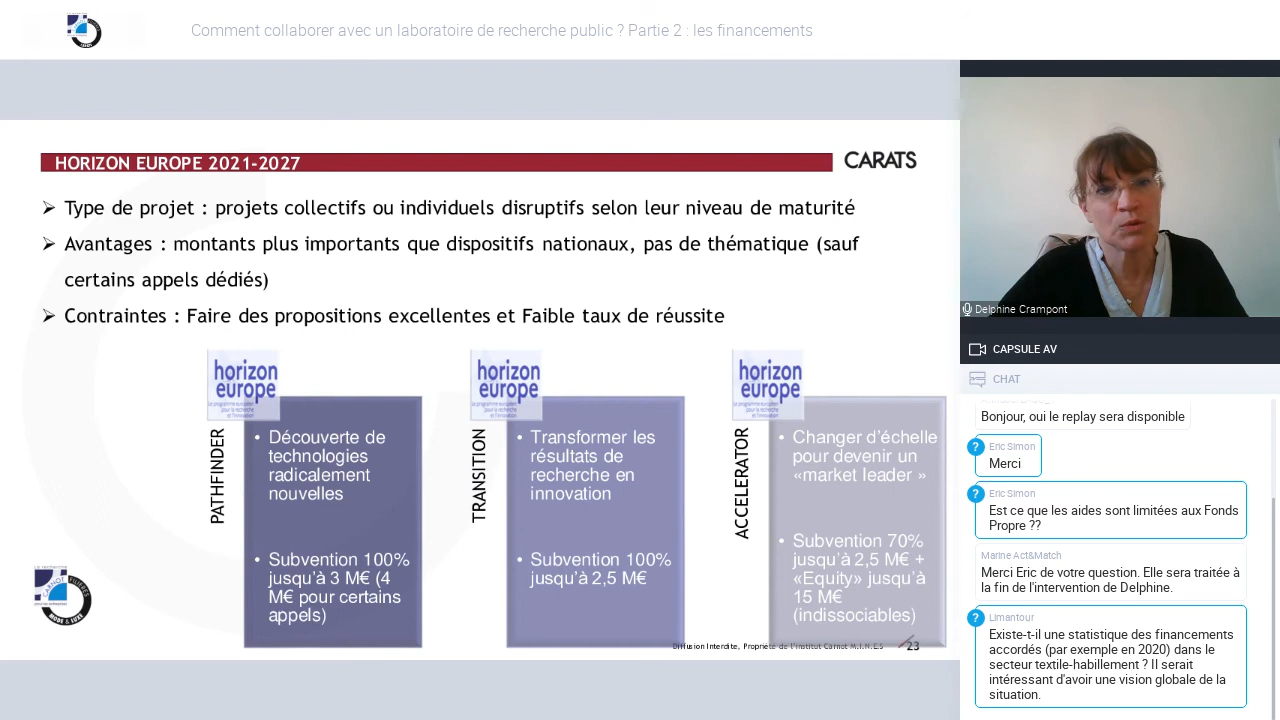 Comment collaborer avec un laboratoire de recherche public ? Partie 2 : les financements
HORIZON EUROPE 2021-2027
CARATS
Type de projet : projets collectifs ou individuels disruptifs selon leur niveau de maturité
Avantages : montants plus importants que dispositifs nationaux, pas de thématique (sauf
certains appels dédiés)
Contraintes : Faire des propositions excellentes et Faible taux de réussite
horizon
europe
PATHFINDER
• Découverte de
technologies
radicalement
nouvelles
• Subvention 100%
jusqu'à 3 M€ (4
M€ pour certains
appels)
horizon
europe
TRANSITION
• Transformer les
résultats de
recherche en
innovation
• Subvention 100%
jusqu'à 2,5 M€
horizon
europe
ACCELERATOR
• Changer d'échelle
pour devenir un
«market leader »
• Subvention 70%
jusqu'à 2,5 M€ +
«Equity» jusqu'à
15 M€
(indissociables)
CARNOT
MODE & LUXE
Diffusion Interdite, Propriété de l'Institut Carnot M.I.N.E.S
23
Delphine Crampont
CAPSULE AV
CHAT
Bonjour, oui le replay sera disponible
?
Eric Simon
Merci
?
Eric Simon
Est ce que les aides sont limitées aux Fonds
Propre ??
Marine Act&Match
Merci Eric de votre question. Elle sera traitée à
la fin de l'intervention de Delphine.
?
Limantour
Existe-t-il une statistique des financements
accordés (par exemple en 2020) dans le
secteur textile-habillement ? Il serait
intéressant d'avoir une vision globale de la
situation.